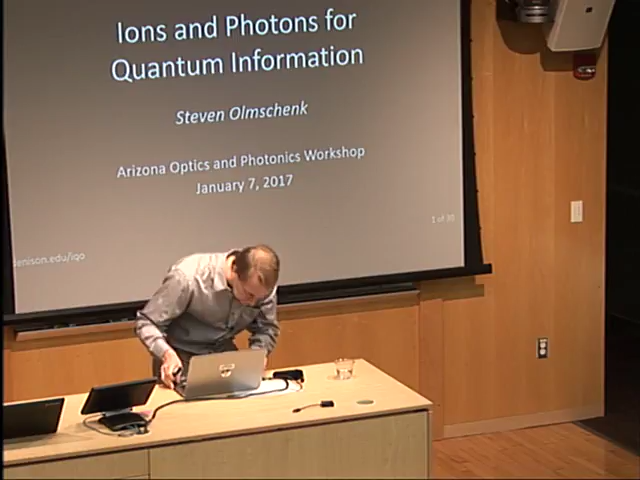 Ions and Photons for
Quantum Information
Steven Olmschenk
Arizona Optics and Photonics Workshop
January 7, 2017
1 of 30
denison.edu/iqo